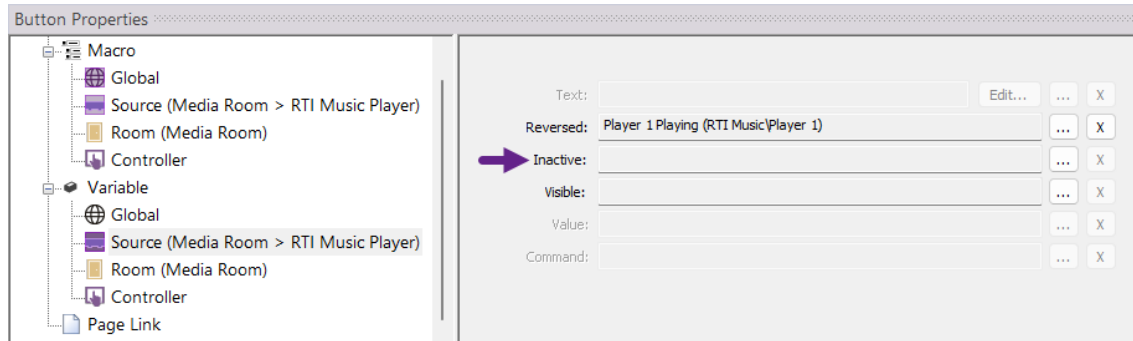 Button Properties
Macro
Global
Source (Media Room > RTI Music Player)
Room (Media Room)
Controller
Variable
Global
Source (Media Room > RTI Music Player)
Room (Media Room)
Controller
Page Link
Text: Edit... ... X
Reversed: Player 1 Playing (RTI Music\Player 1) ... X
Inactive: ... X
Visible: ... X
Value: ... X
Command: ... X